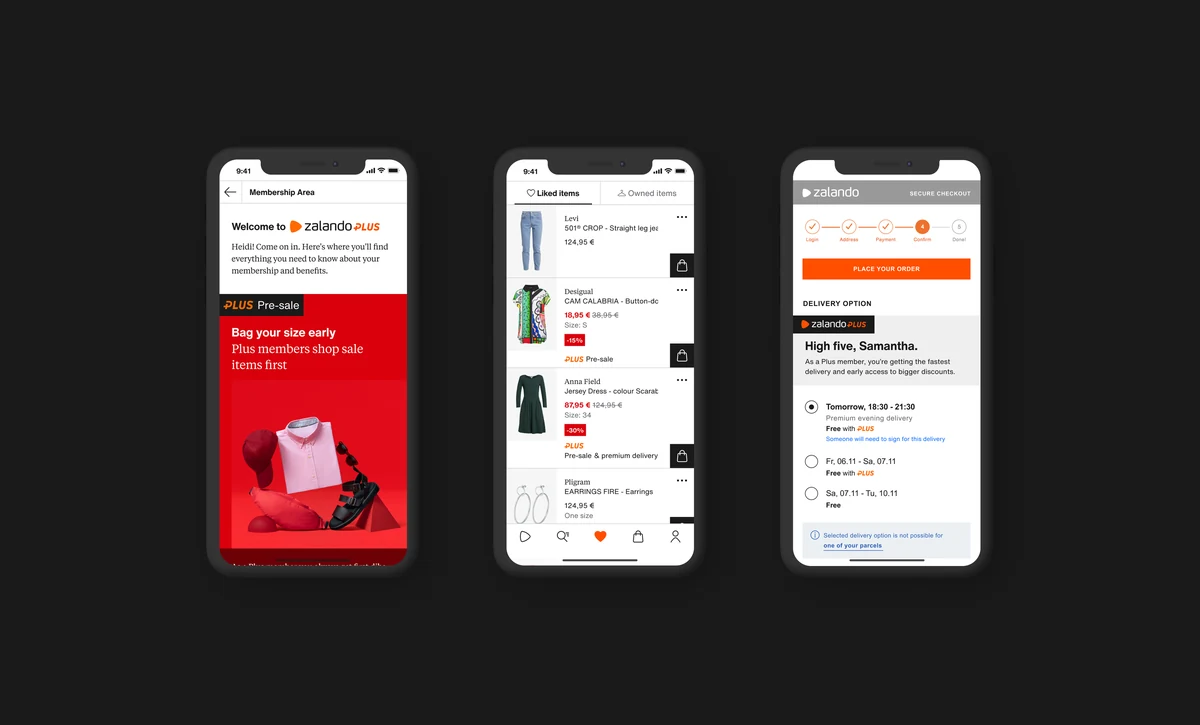 9:41
Membership Area
Welcome to zalando PLUS
Heidi! Come on in. Here's where you'll find
everything you need to know about your
membership and benefits.
PLUS Pre-sale
Bag your size early
Plus members shop sale
items first
9:41
Liked items
Owned items
Levi
501® CROP - Straight leg jea
124,95 €
Desigual
CAM CALABRIA - Button-do
18,95 € 38,95 €
Size: S
-15%
PLUS Pre-sale
Anna Field
Jersey Dress - colour Scarab
87,95 € 124,95 €
Size: 34
-30%
PLUS
Pre-sale & premium delivery
Pligram
EARRINGS FIRE - Earrings
124,95 €
One size
zalando
SECURE CHECKOUT
Login
Address
Payment
4
Confirm
5
Done!
PLACE YOUR ORDER
DELIVERY OPTION
zalando PLUS
High five, Samantha.
As a Plus member, you're getting the fastest
delivery and early access to bigger discounts.
Tomorrow, 18:30 - 21:30
Premium evening delivery
Free with PLUS
Someone will need to sign for this delivery
Fr, 06.11 - Sa, 07.11
Free with PLUS
Sa, 07.11 - Tu, 10.11
Free
Selected delivery option is not possible for
one of your parcels